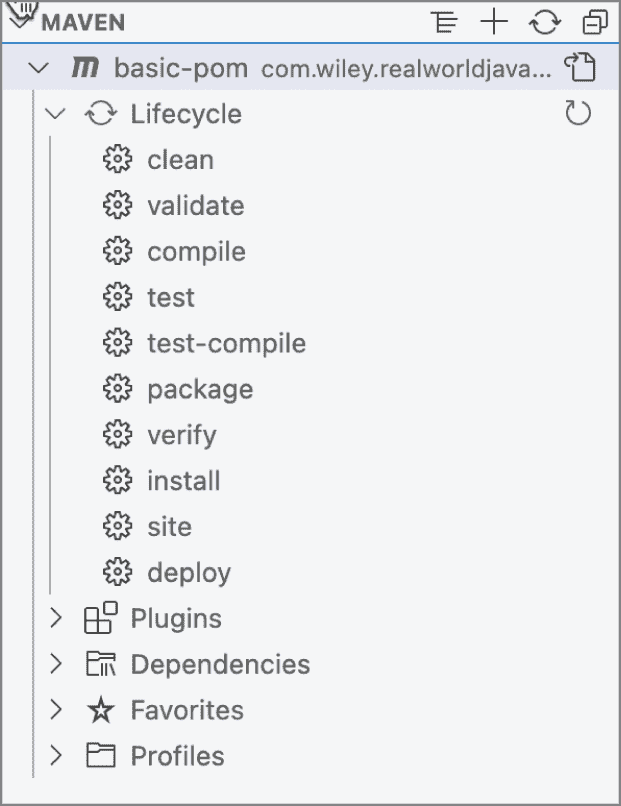 MAVEN
m basic-pom com.wiley.realworldjava...
Lifecycle
clean
validate
compile
test
test-compile
package
verify
install
site
deploy
Plugins
Dependencies
Favorites
Profiles